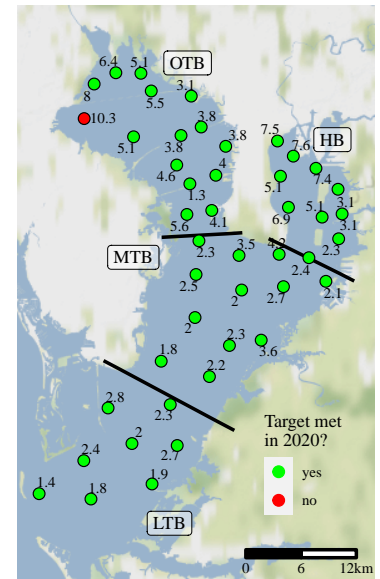 6.4 5.1 OTB
8 5.5 3.1
10.3 3.8 7.5 HB
5.1 3.8 3.8 7.6
4.6 4 5.1 7.4
1.3 3.1
5.6 4.1 6.9 5.1 3.1
MTB 2.3 3.5 4.2 2.3
2.4
2.5 2 2.7 2.1
2
2.3 3.6
1.8 2.2
2.8 2.3 Target met
in 2020?
2 2.7
2.4 yes
1.4 1.8 1.9 no
LTB
0 6 12km